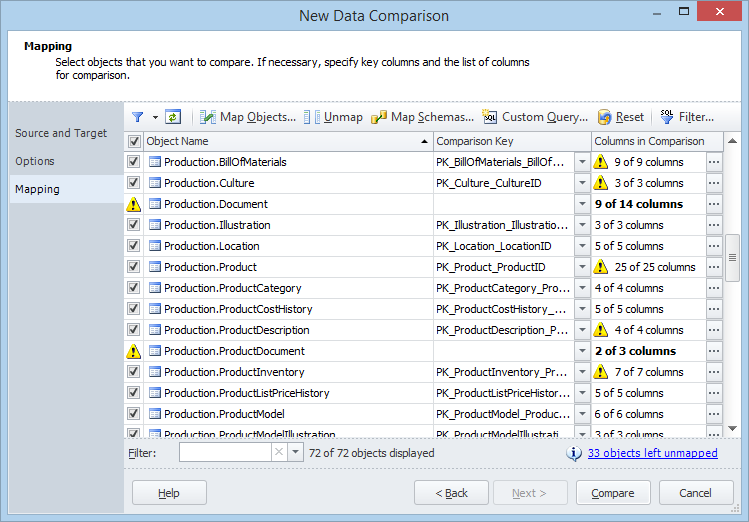 New Data Comparison
Mapping
Select objects that you want to compare. If necessary, specify key columns and the list of columns
for comparison.
Source and Target
Options
Mapping
Map Objects... Unmap Map Schemas... Custom Query... Reset Filter...
Object Name Comparison Key Columns in Comparison
Production.BillOfMaterials PK_BillOfMaterials_BillOF... 9 of 9 columns ...
Production.Culture PK_Culture_CultureID 3 of 3 columns ...
Production.Document 9 of 14 columns ...
Production.Illustration PK_Illustration_Illustratio... 3 of 3 columns ...
Production.Location PK_Location_LocationID 5 of 5 columns ...
Production.Product PK_Product_ProductID 25 of 25 columns ...
Production.ProductCategory PK_ProductCategory_Pro... 4 of 4 columns ...
Production.ProductCostHistory PK_ProductCostHistory_... 5 of 5 columns ...
Production.ProductDescription PK_ProductDescription_P... 4 of 4 columns ...
Production.ProductDocument 2 of 3 columns ...
Production.ProductInventory PK_ProductInventory_Pr... 7 of 7 columns ...
Production.ProductListPriceHistory PK_ProductListPriceHistor... 5 of 5 columns ...
Production.ProductModel PK_ProductModel_Produc... 6 of 6 columns ...
Production.ProductModelIllustration PK_ProductModelIllustrati... 3 of 3 columns ...
Filter: 72 of 72 objects displayed 33 objects left unmapped
Help < Back Next > Compare Cancel